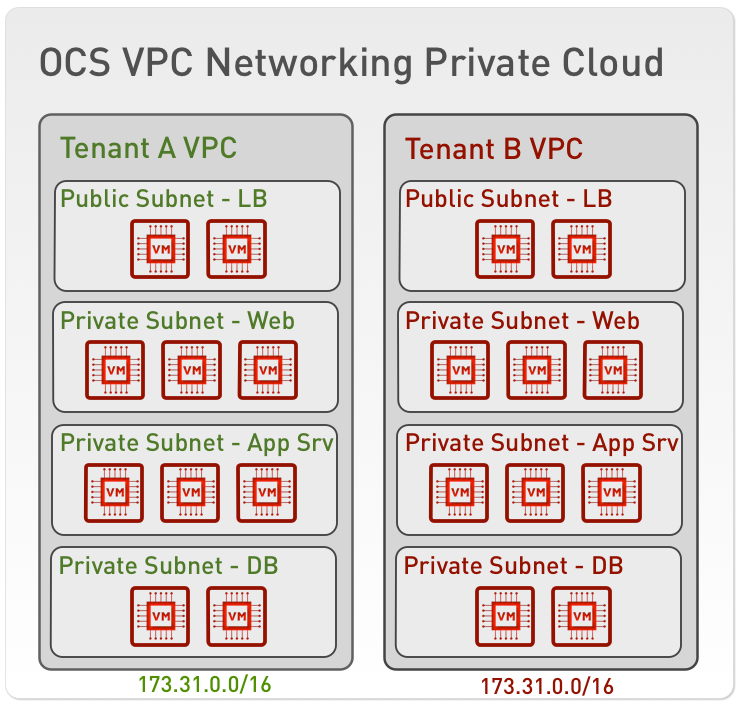 OCS VPC Networking Private Cloud
Tenant A VPC
Public Subnet - LB
VM VM
Private Subnet - Web
VM VM VM
Private Subnet - App Srv
VM VM VM
Private Subnet - DB
VM VM
173.31.0.0/16
Tenant B VPC
Public Subnet - LB
VM VM
Private Subnet - Web
VM VM VM
Private Subnet - App Srv
VM VM VM
Private Subnet - DB
VM VM
173.31.0.0/16